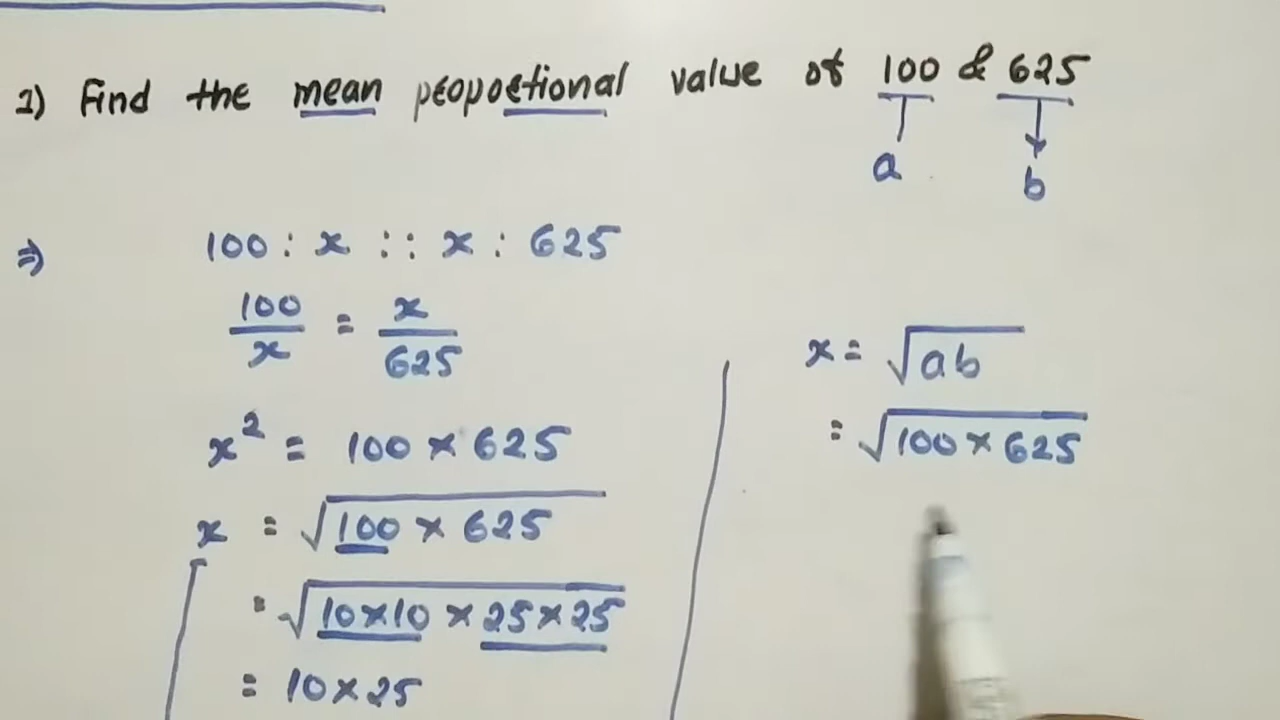 1) Find the mean propotional value of 100 & 625
a
b
⇒ 100 : x :: x : 625
100/x = x/625
x² = 100 × 625
x = √100 × 625
= √10×10 × 25×25
= 10×25
x = √ab
= √100 × 625